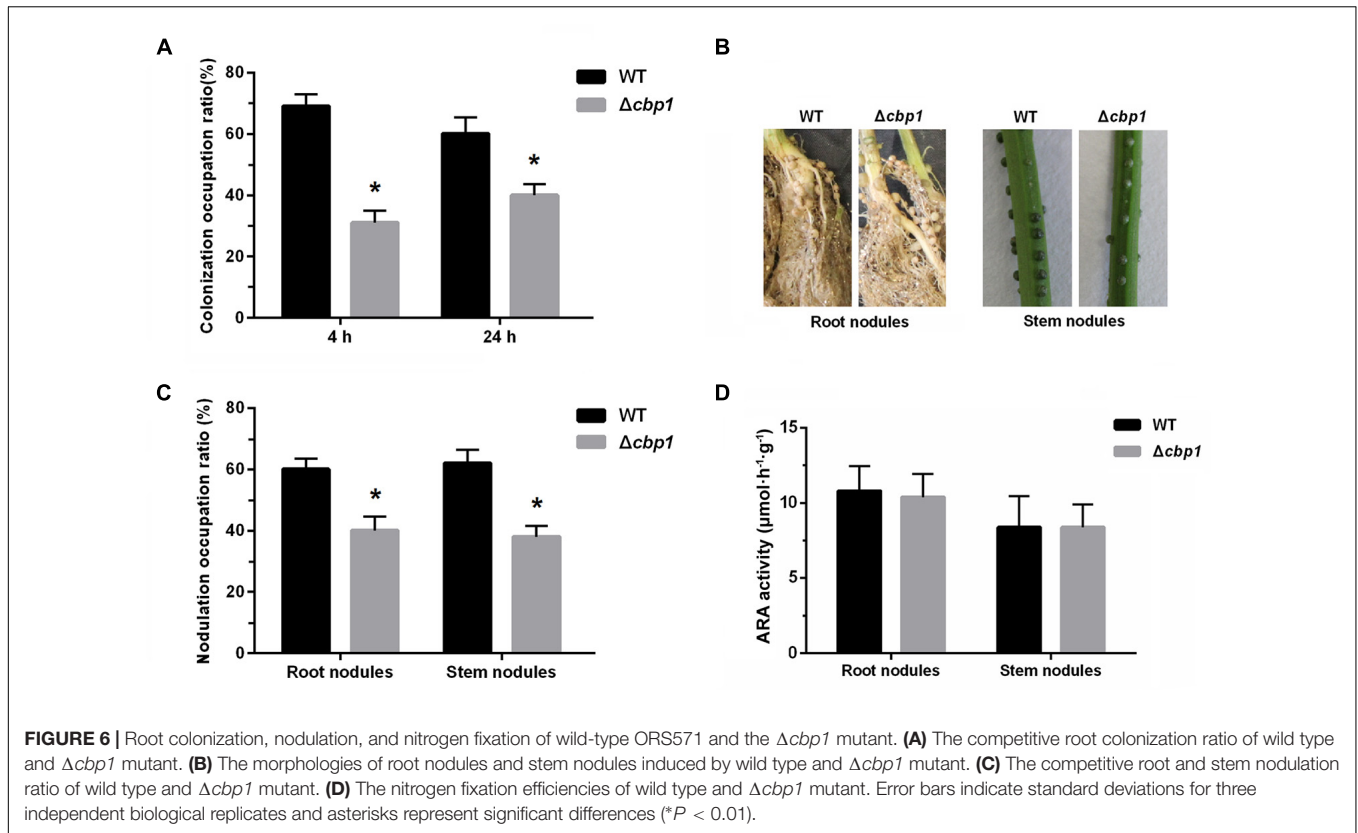 A
Colonization occupation ratio(%)
80
60
40
20
0
*
*
4 h
24 h
WT
Δcbp1
B
WT
Δcbp1
WT
Δcbp1
Root nodules
Stem nodules
C
Nodulation occupation ratio (%)
80
60
40
20
0
*
*
Root nodules
Stem nodules
WT
Δcbp1
D
ARA activity (μmol·h⁻¹·g⁻¹)
15
10
5
0
Root nodules
Stem nodules
WT
Δcbp1
FIGURE 6 | Root colonization, nodulation, and nitrogen fixation of wild-type ORS571 and the Δcbp1 mutant. (A) The competitive root colonization ratio of wild type
and Δcbp1 mutant. (B) The morphologies of root nodules and stem nodules induced by wild type and Δcbp1 mutant. (C) The competitive root and stem nodulation
ratio of wild type and Δcbp1 mutant. (D) The nitrogen fixation efficiencies of wild type and Δcbp1 mutant. Error bars indicate standard deviations for three
independent biological replicates and asterisks represent significant differences (*P < 0.01).